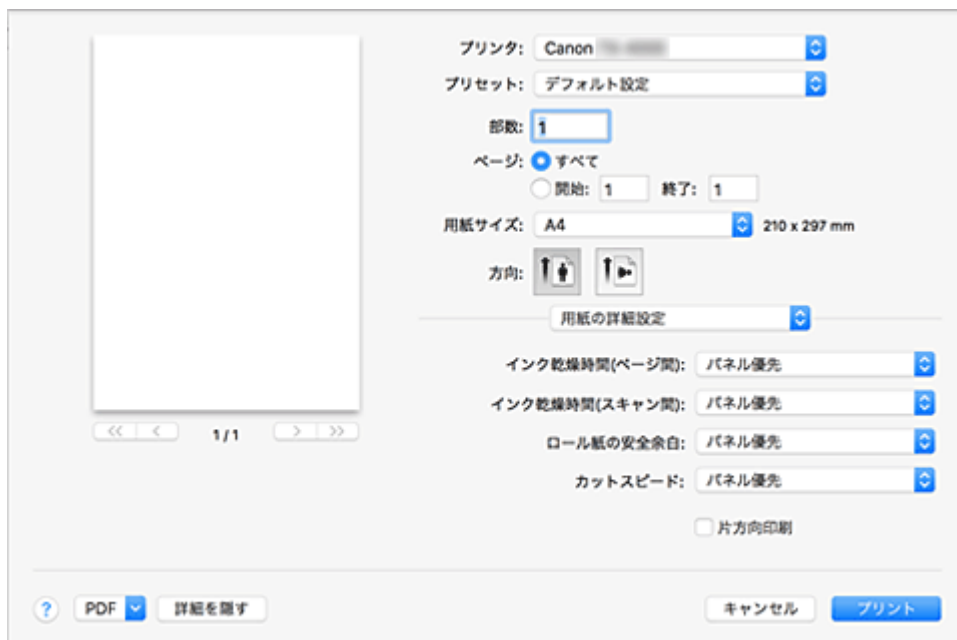 プリンタ: Canon
プリセット: デフォルト設定
部数: 1
ページ: すべて
開始: 1 終了: 1
用紙サイズ: A4 210 x 297 mm
方向:
用紙の詳細設定
インク乾燥時間(ページ間): パネル優先
インク乾燥時間(スキャン間): パネル優先
ロール紙の安全余白: パネル優先
カットスピード: パネル優先
片方向印刷
<< < 1 / 1 > >>
? PDF 詳細を隠す キャンセル プリント